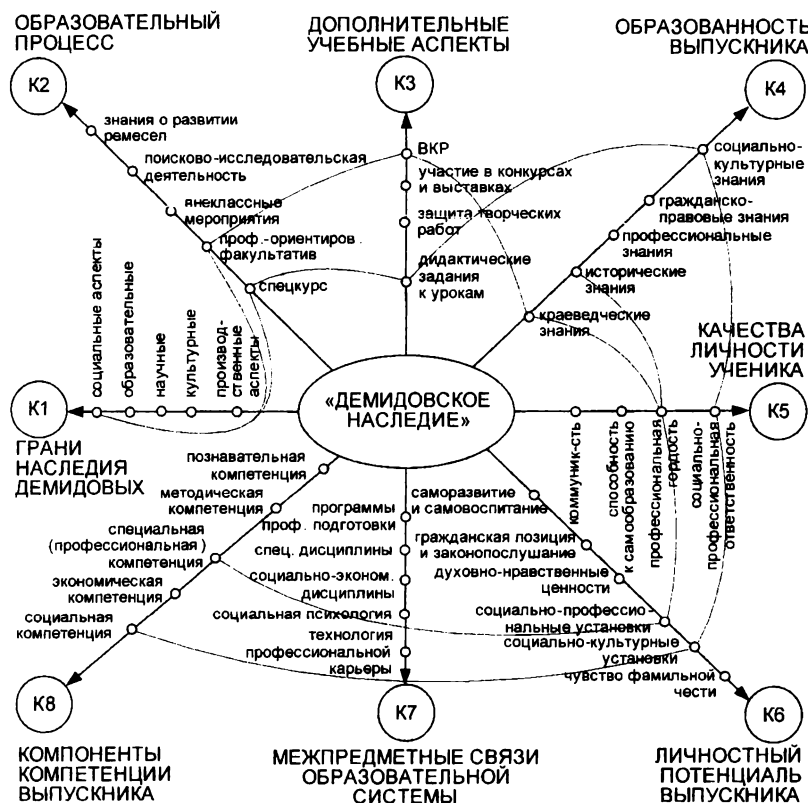 ОБРАЗОВАТЕЛЬНЫЙ
ПРОЦЕСС
ДОПОЛНИТЕЛЬНЫЕ
УЧЕБНЫЕ АСПЕКТЫ
ОБРАЗОВАННОСТЬ
ВЫПУСКНИКА
К2
К3
К4
знания о развитии
ремесел
поисково-исследовательская
деятельность
янеклассные
мероприятия
проф.-ориентиров.
факультатив
спецкурс
ВКР
участие в конкурсах
и выставках
защита творческих
работ
дидактические
задания
к урокам
социально-
культурные
знания
гражданско-
правовые знания
профессиональные
знания
исторические
знания
краеведческие
знания
социальные аспекты
образовательные
научные
культурные
производ-
ственные
аспекты
К1
ГРАНИ
НАСЛЕДИЯ
ДЕМИДОВЫХ
«ДЕМИДОВСКОЕ
НАСЛЕДИЕ»
КАЧЕСТВА
ЛИЧНОСТИ
УЧЕНИКА
К5
коммуник-сть
способность
к самообразованию
профессиональная
гордость
социально-
профессиональная
ответственность
познавательная
компетенция
методическая
компетенция
специальная
(профессиональная)
компетенция
экономическая
компетенция
социальная
компетенция
программы
проф. подготовки
спец. дисциплины
социально-эконом.
дисциплины
социальная психология
технология
профессиональной
карьеры
саморазвитие
и самовоспитание
гражданская позиция
и законопослушание
духовно-нравственные
ценности
социально-профессио-
нальные установки
социально-культурные
установки
чувство фамильной
чести
К8
К7
К6
КОМПОНЕНТЫ
КОМПЕТЕНЦИИ
ВЫПУСКНИКА
МЕЖПРЕДМЕТНЫЕ СВЯЗИ
ОБРАЗОВАТЕЛЬНОЙ
СИСТЕМЫ
ЛИЧНОСТНЫЙ
ПОТЕНЦИАЛ
ВЫПУСКНИКА